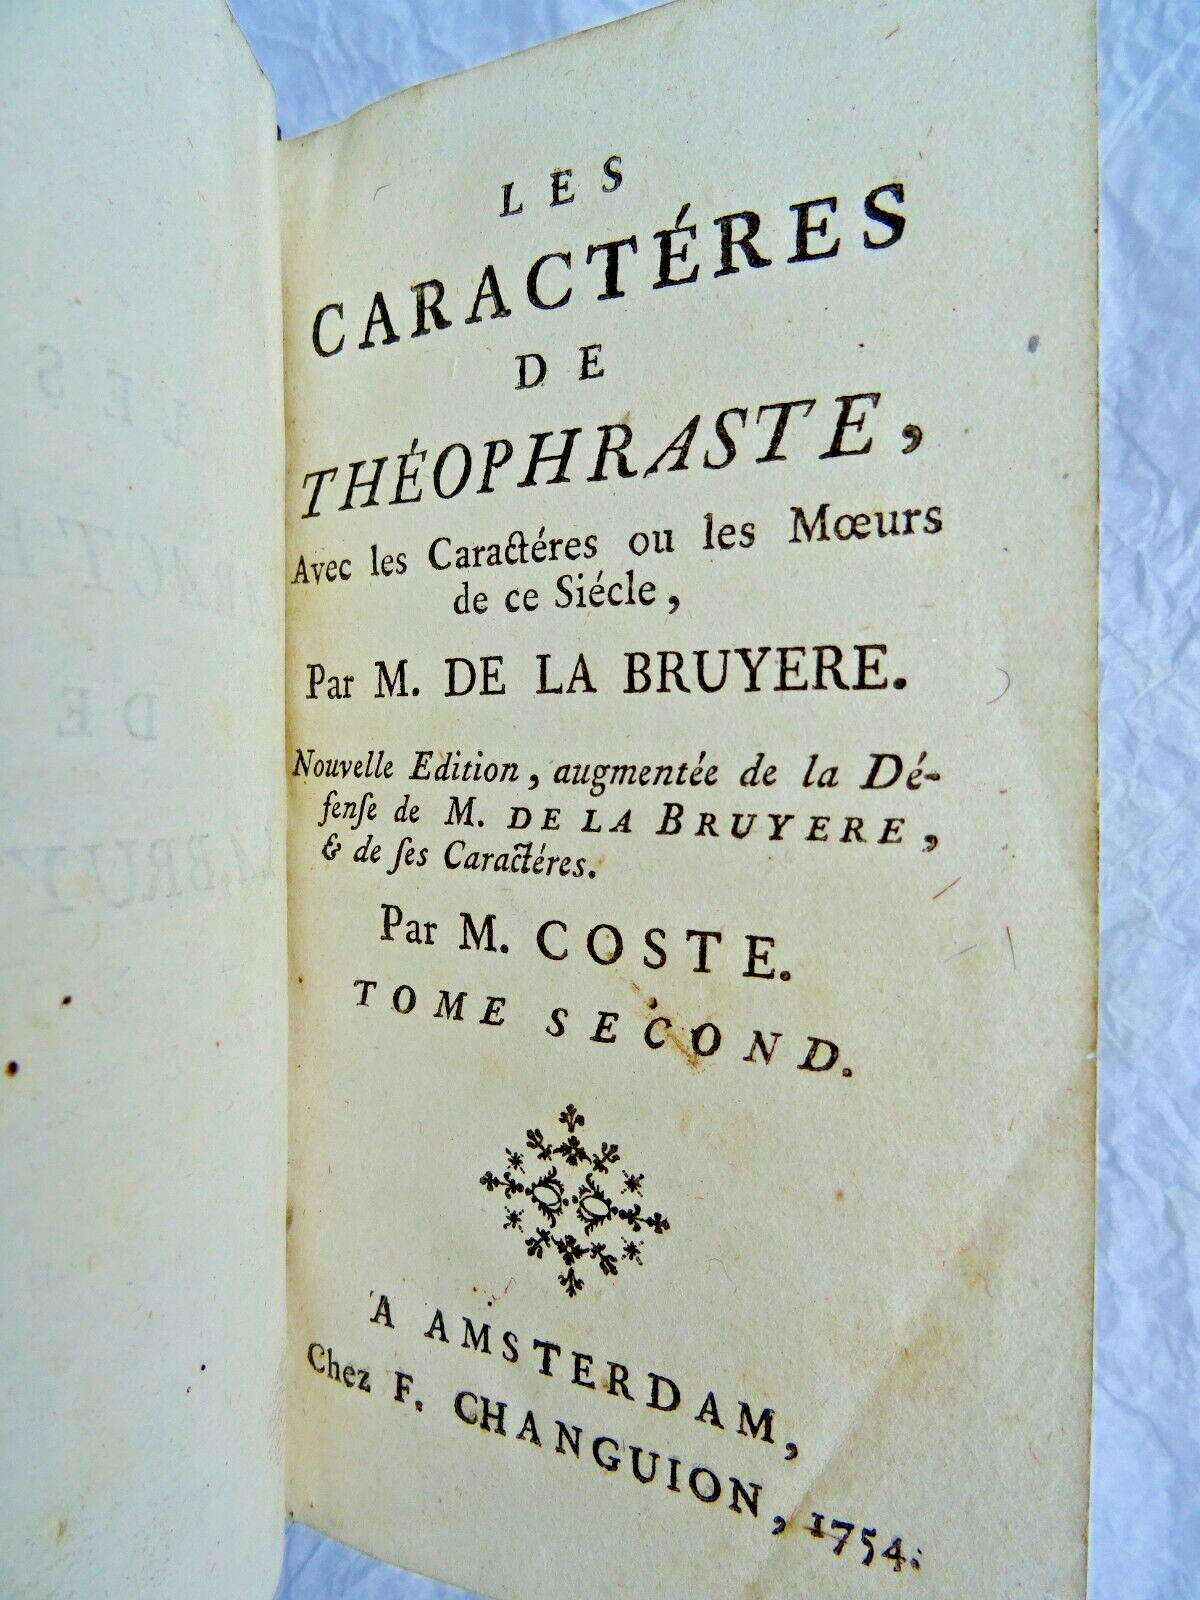 LES
CARACTÉRES
DE
THÉOPHRASTE,
Avec les Caractéres ou les Mœurs
de ce Siécle,
Par M. DE LA BRUYERE.
Nouvelle Edition, augmentée de la Dé-
fenſe de M. DE LA BRUYERE,
& de ſes Caractéres.
Par M. COSTE.
TOME SECOND.
A AMSTERDAM,
Chez F. CHANGUION, 1754.